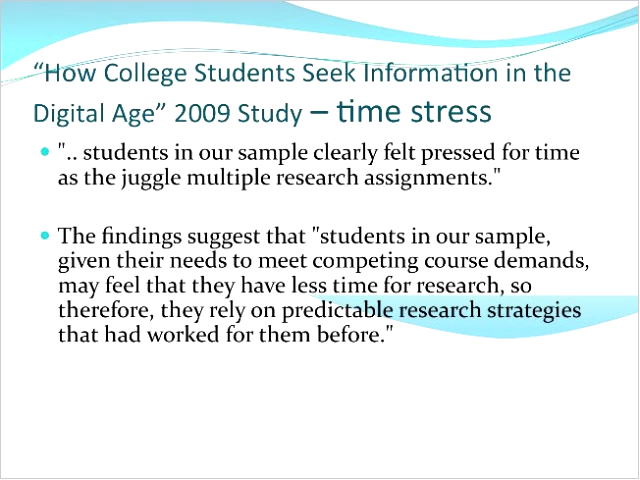 “How College Students Seek Information in the
Digital Age” 2009 Study – time stress
• ".. students in our sample clearly felt pressed for time
as the juggle multiple research assignments."
• The findings suggest that "students in our sample,
given their needs to meet competing course demands,
may feel that they have less time for research, so
therefore, they rely on predictable research strategies
that had worked for them before."